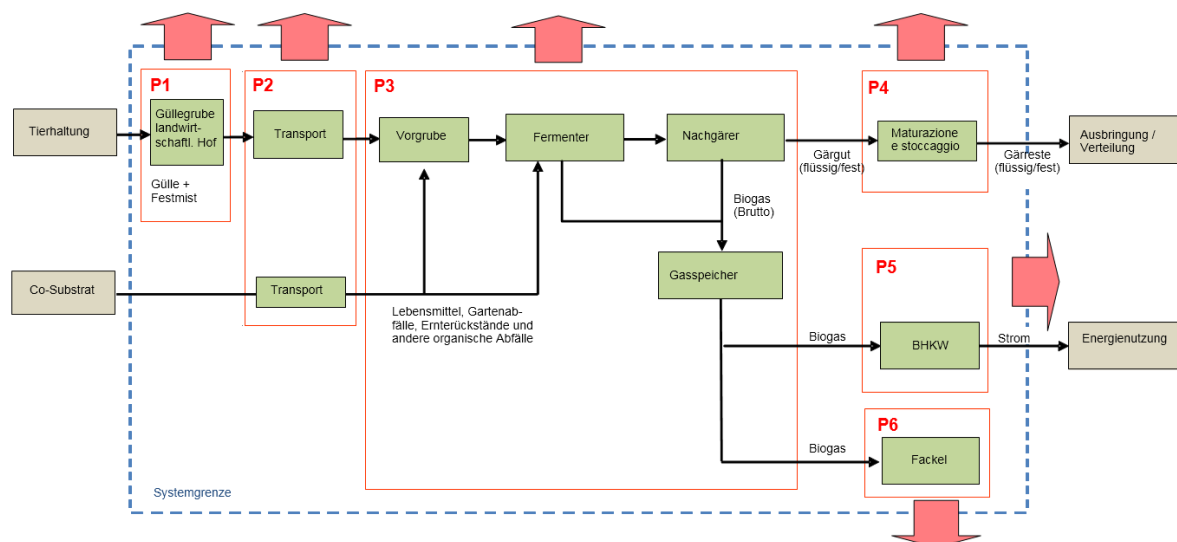 P1
P2
P3
P4
Tierhaltung
Güllegrube
landwirt-
schaftl. Hof
Transport
Vorgrube
Fermenter
Nachgärer
Maturazione
e stoccaggio
Ausbringung /
Verteilung
Gärgut
(flüssig/fest)
Gärreste
(flüssig/fest)
Gülle +
Festmist
Biogas
(Brutto)
Gasspeicher
P5
Co-Substrat
Transport
Lebensmittel, Gartenab-
fälle, Ernterückstände und
andere organische Abfälle
Biogas
BHKW
Strom
Energienutzung
P6
Biogas
Fackel
Systemgrenze